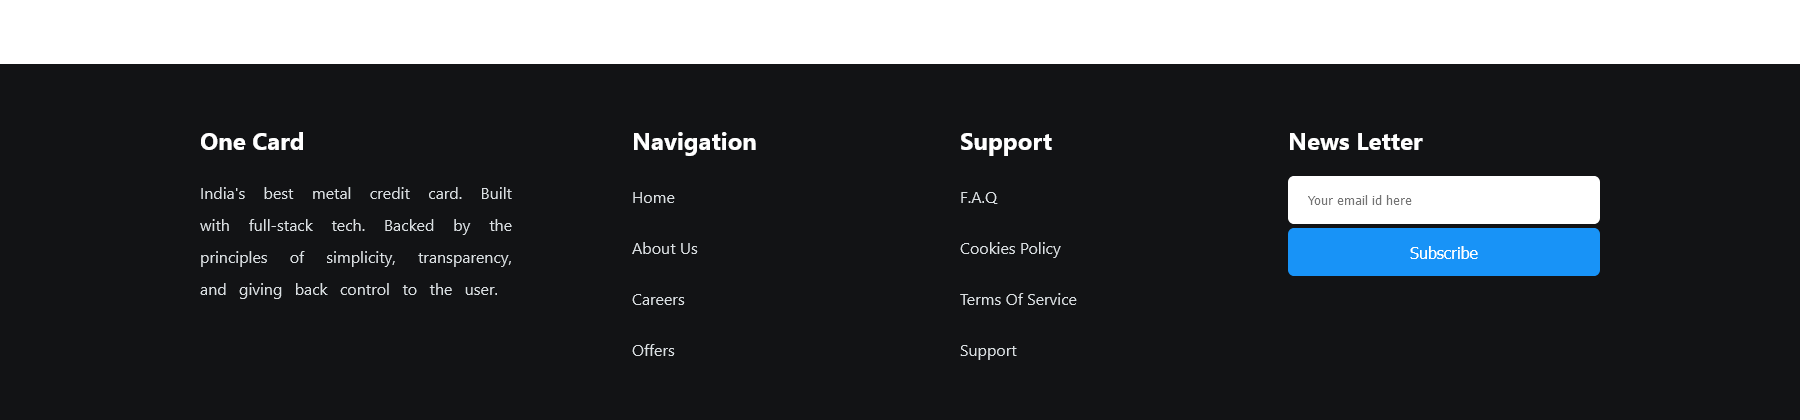 One Card
India's best metal credit card. Built
with full-stack tech. Backed by the
principles of simplicity, transparency,
and giving back control to the user.
Navigation
Home
About Us
Careers
Offers
Support
F.A.Q
Cookies Policy
Terms Of Service
Support
News Letter
Your email id here
Subscribe